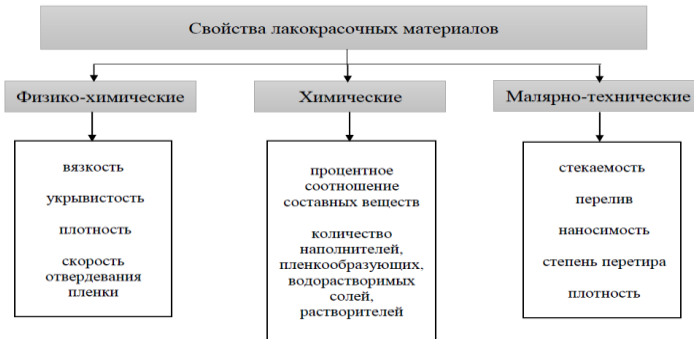 Свойства лакокрасочных материалов
Физико-химические
Химические
Малярно-технические
вязкость
укрывистость
плотность
скорость
отвердевания
пленки
процентное
соотношение
составных веществ
количество
наполнителей,
пленкообразующих,
водорастворимых
солей,
растворителей
стекаемость
перелив
наносимость
степень перетира
плотность